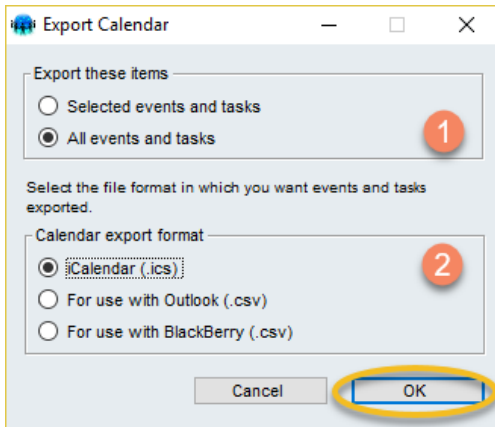 Export Calendar
Export these items
Selected events and tasks
All events and tasks
1
Select the file format in which you want events and tasks
exported.
Calendar export format
iCalendar (.ics)
2
For use with Outlook (.csv)
For use with BlackBerry (.csv)
Cancel
OK